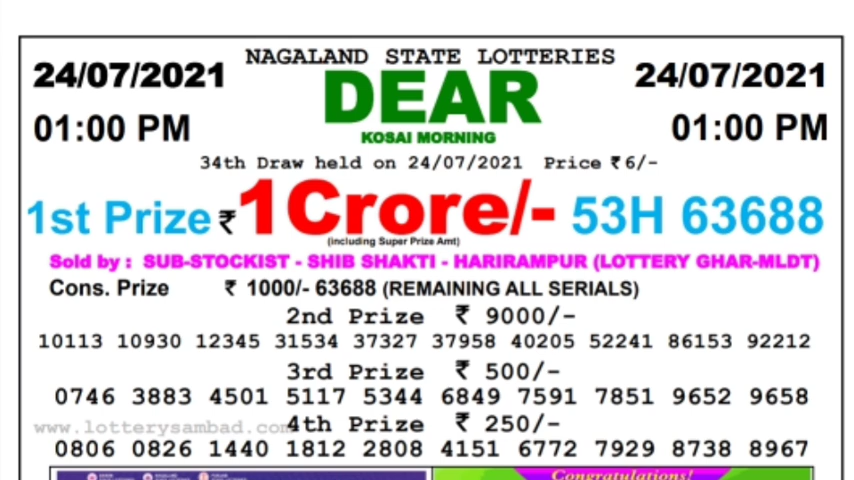 NAGALAND STATE LOTTERIES
24/07/2021 DEAR 24/07/2021
01:00 PM KOSAI MORNING 01:00 PM
34th Draw held on 24/07/2021 Price ₹6/-
1st Prize ₹1Crore/- 53H 63688
(including Super Prize Amt)
Sold by : SUB-STOCKIST - SHIB SHAKTI - HARIRAMPUR (LOTTERY GHAR-MLDT)
Cons. Prize ₹ 1000/- 63688 (REMAINING ALL SERIALS)
2nd Prize ₹ 9000/-
10113 10930 12345 31534 37327 37958 40205 52241 86153 92212
3rd Prize ₹ 500/-
0746 3883 4501 5117 5344 6849 7591 7851 9652 9658
www.lotterysambad.com
4th Prize ₹ 250/-
0806 0826 1440 1812 2808 4151 6772 7929 8738 8967
Congratulations!